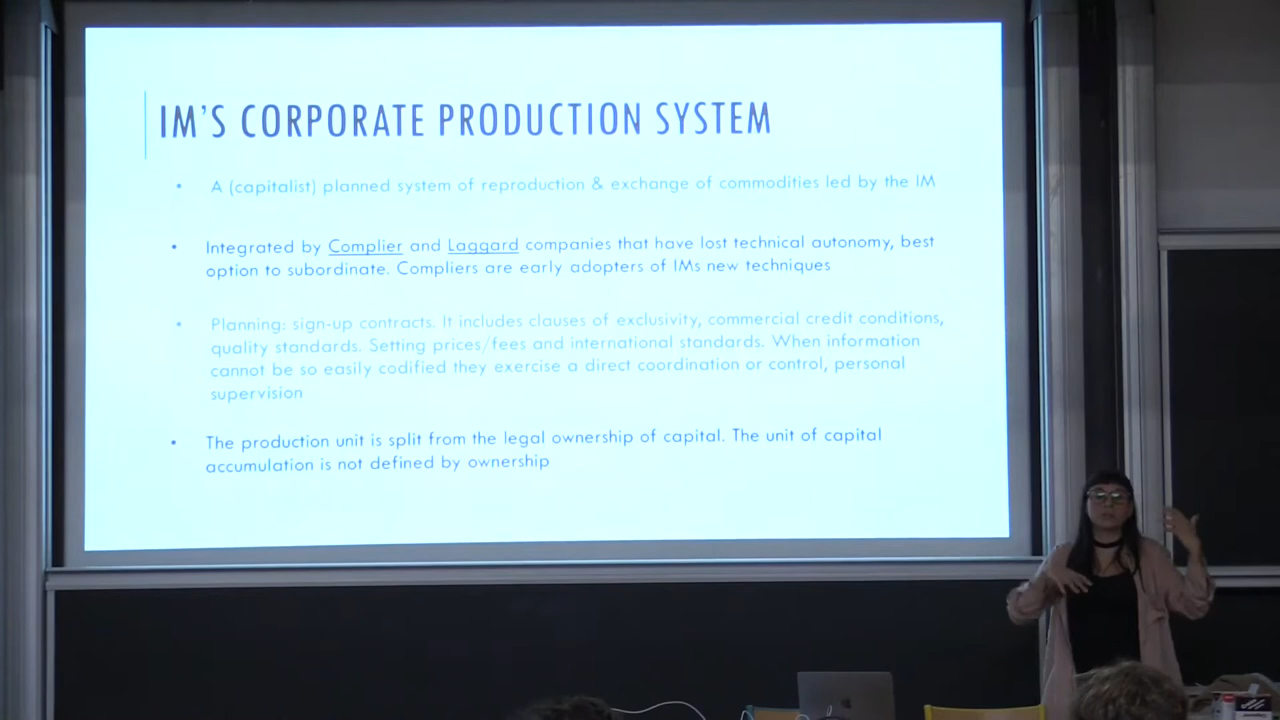 IM'S CORPORATE PRODUCTION SYSTEM
• A (capitalist) planned system of reproduction & exchange of commodities led by the IM
• Integrated by Complier and Laggard companies that have lost technical autonomy, best
option to subordinate. Compliers are early adopters of IMs new techniques
• Planning: sign-up contracts. It includes clauses of exclusivity, commercial credit conditions,
quality standards. Setting prices/fees and international standards. When information
cannot be so easily codified they exercise a direct coordination or control, personal
supervision
• The production unit is split from the legal ownership of capital. The unit of capital
accumulation is not defined by ownership